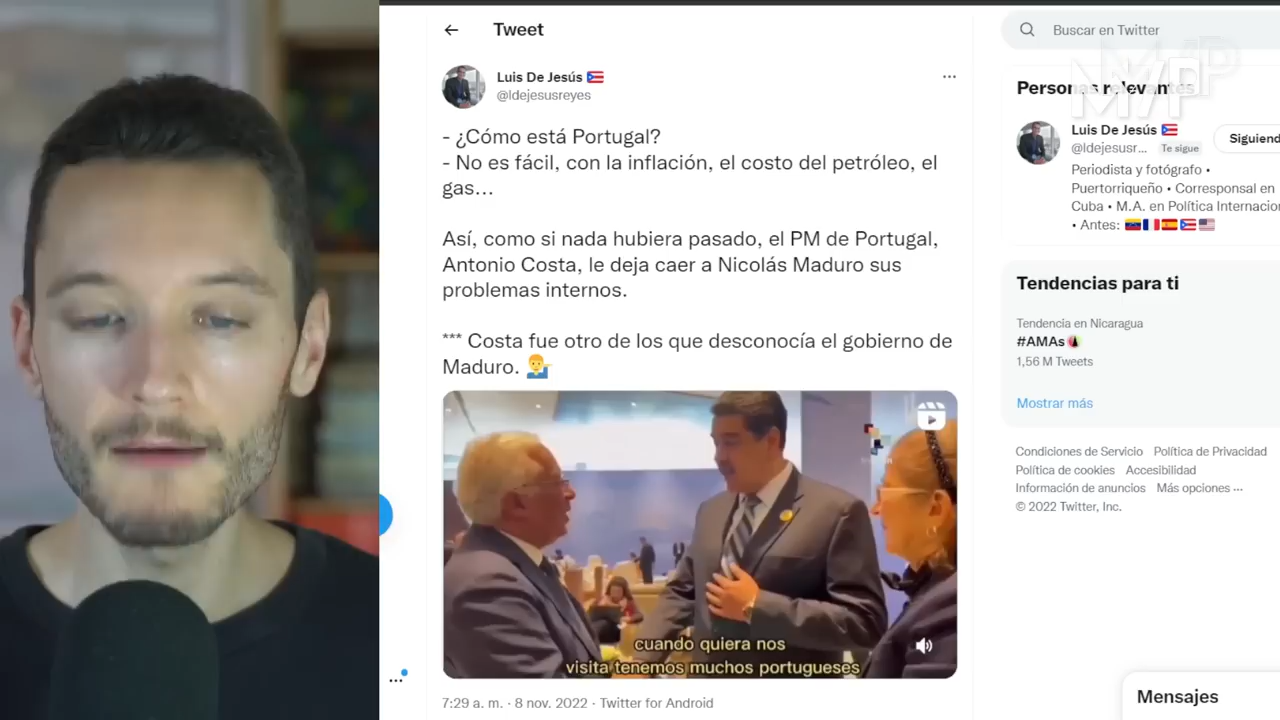 Tweet
Buscar en Twitter
Luis De Jesús
@ldejesusreyes
- ¿Cómo está Portugal?
- No es fácil, con la inflación, el costo del petróleo, el
gas...
Así, como si nada hubiera pasado, el PM de Portugal,
Antonio Costa, le deja caer a Nicolás Maduro sus
problemas internos.
*** Costa fue otro de los que desconocía el gobierno de
Maduro.
cuando quiera nos
visita tenemos muchos portugueses
7:29 a. m. · 8 nov. 2022 · Twitter for Android
Personas relevantes
Luis De Jesús
@ldejesusr... Te sigue
Siguiend
Periodista y fotógrafo •
Puertorriqueño • Corresponsal en
Cuba • M.A. en Política Internacion
• Antes:
Tendencias para ti
Tendencia en Nicaragua
#AMAs
1,56 M Tweets
Mostrar más
Condiciones de Servicio Política de Privacidad
Política de cookies Accesibilidad
Información de anuncios Más opciones ...
© 2022 Twitter, Inc.
Mensajes